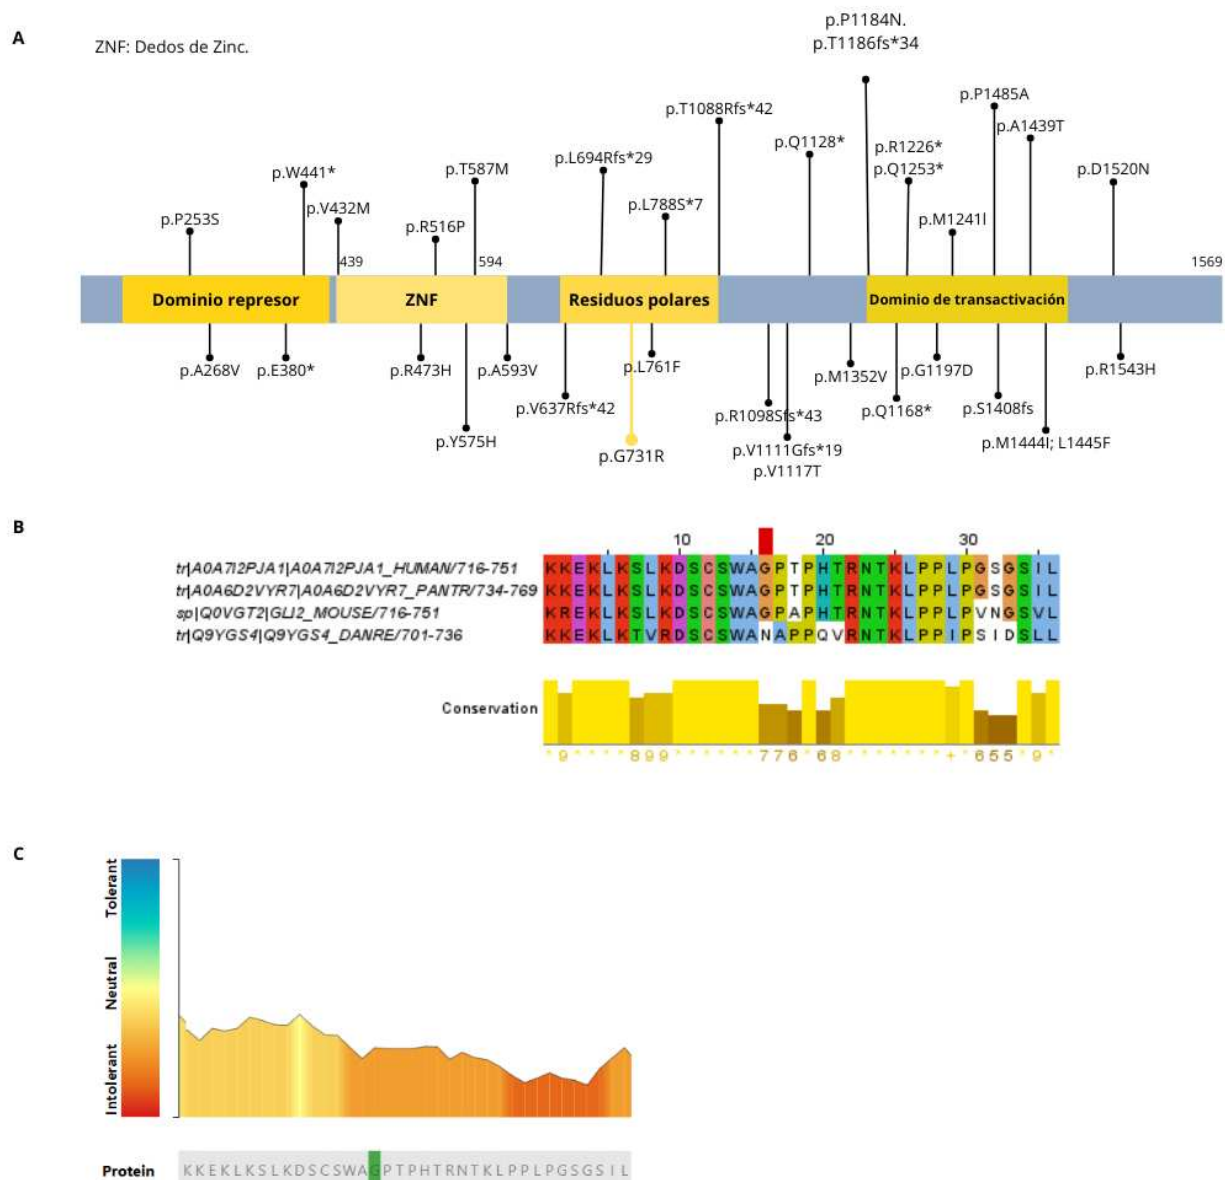 A
ZNF: Dedos de Zinc.
p.P1184N.
p.T1186fs*34
p.P1485A
p.T1088Rfs*42
p.A1439T
p.Q1128*
p.R1226*
p.L694Rfs*29
p.T587M
p.Q1253*
p.D1520N
p.W441*
p.V432M
p.L788S*7
p.P253S
p.R516P
p.M1241I
439
594
1569
Dominio represor
ZNF
Residuos polares
Dominio de transactivación
p.A268V
p.E380*
p.R473H
p.A593V
p.L761F
p.M1352V
p.G1197D
p.R1543H
p.V637Rfs*42
p.R1098Sfs*43
p.Q1168*
p.S1408fs
p.Y575H
p.G731R
p.V1111Gfs*19
p.M1444I; L1445F
p.V1117T
B
10 20 30
tr|A0A7I2PJA1|A0A7I2PJA1_HUMAN/716-751 KKEKLKSLKDSCSWAGPTPHTRNTKLPPLPGSGSIL
tr|A0A6D2VYR7|A0A6D2VYR7_PANTR/734-769 KKEKLKSLKDSCSWAGPTPHTRNTKLPPLPGSGSIL
sp|Q0VGT2|GLI2_MOUSE/716-751 KREKLKSLKDSCSWAGPAPHTRNTKLPPLPVNGSVL
tr|Q9YGS4|Q9YGS4_DANRE/701-736 KKEKLKTVRDSCSWANAPPQVRNTKLPPIPSIDSLL
Conservation
*9****899******776*68*******+*655*9*
C
Tolerant
Neutral
Intolerant
Protein KKEKLKSLKDSCSWAGPTPHTRNTKLPPLPGSGSIL